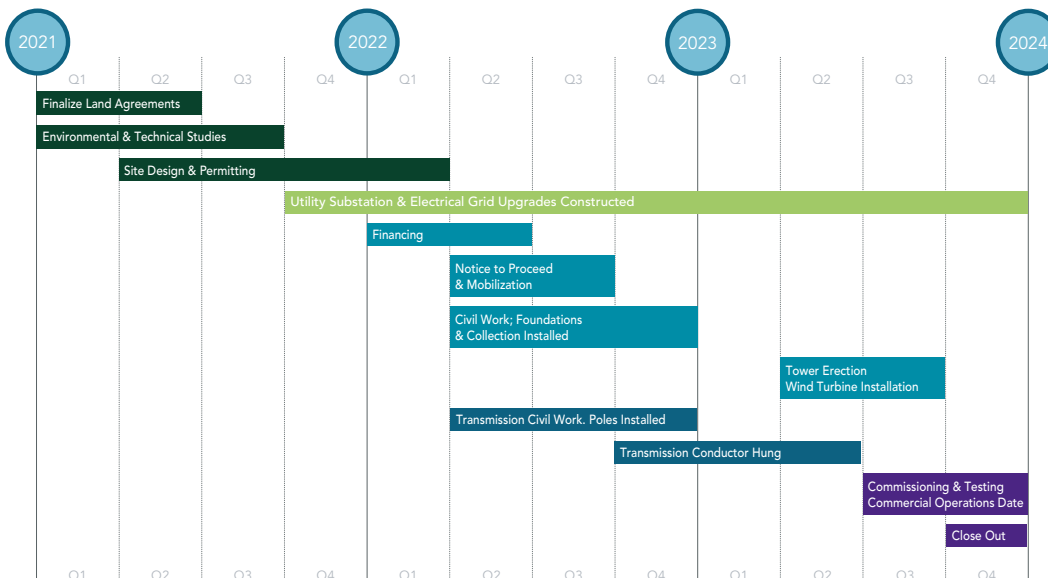 2021 2022 2023 2024
Q1 Q2 Q3 Q4 Q1 Q2 Q3 Q4 Q1 Q2 Q3 Q4
Finalize Land Agreements
Environmental & Technical Studies
Site Design & Permitting
Utility Substation & Electrical Grid Upgrades Constructed
Financing
Notice to Proceed
& Mobilization
Civil Work; Foundations
& Collection Installed
Tower Erection
Wind Turbine Installation
Transmission Civil Work. Poles Installed
Transmission Conductor Hung
Commissioning & Testing
Commercial Operations Date
Close Out
Q1 Q2 Q3 Q4 Q1 Q2 Q3 Q4 Q1 Q2 Q3 Q4